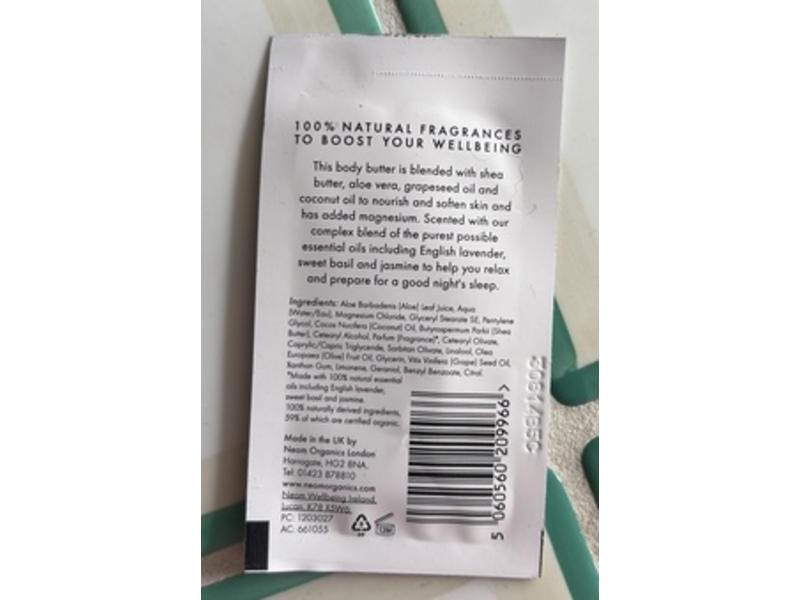 100% NATURAL FRAGRANCES
TO BOOST YOUR WELLBEING
This body butter is blended with shea
butter, aloe vera, grapeseed oil and
coconut oil to nourish and soften skin and
has added magnesium. Scented with our
complex blend of the purest possible
essential oils including English lavender,
sweet basil and jasmine to help you relax
and prepare for a good night's sleep.
Ingredients: Aloe Barbadenis (Aloe) Leaf Juice, Aqua
(Water/Eau), Magnesium Chloride, Glyceryl Stearate SE, Pentylene
Glycol, Cocos Nucifera (Coconut) Oil, Butyrospermum Parkii (Shea
Butter), Cetearyl Alcohol, Parfum (Fragrance)*, Cetearyl Olivate,
Caprylic/Capric Triglyceride, Sorbitan Olivate, Linalool, Olea
Europaea (Olive) Fruit Oil, Glycerin, Vitis Vinifera (Grape) Seed Oil,
Xanthan Gum, Limonene, Geraniol, Benzyl Benzoate, Citral.
*Made with 100% natural essential
oils including English lavender,
sweet basil and jasmine.
100% naturally derived ingredients,
59% of which are certified organic.
Made in the UK by
Neom Organics London
Harrogate, HG2 8NA.
Tel: 01423 878810
www.neomorganics.com
Neom Wellbeing Ireland,
Lucan, K78 X5W6.
PC: 1203027
AC: 661055
5 060560 209966 >